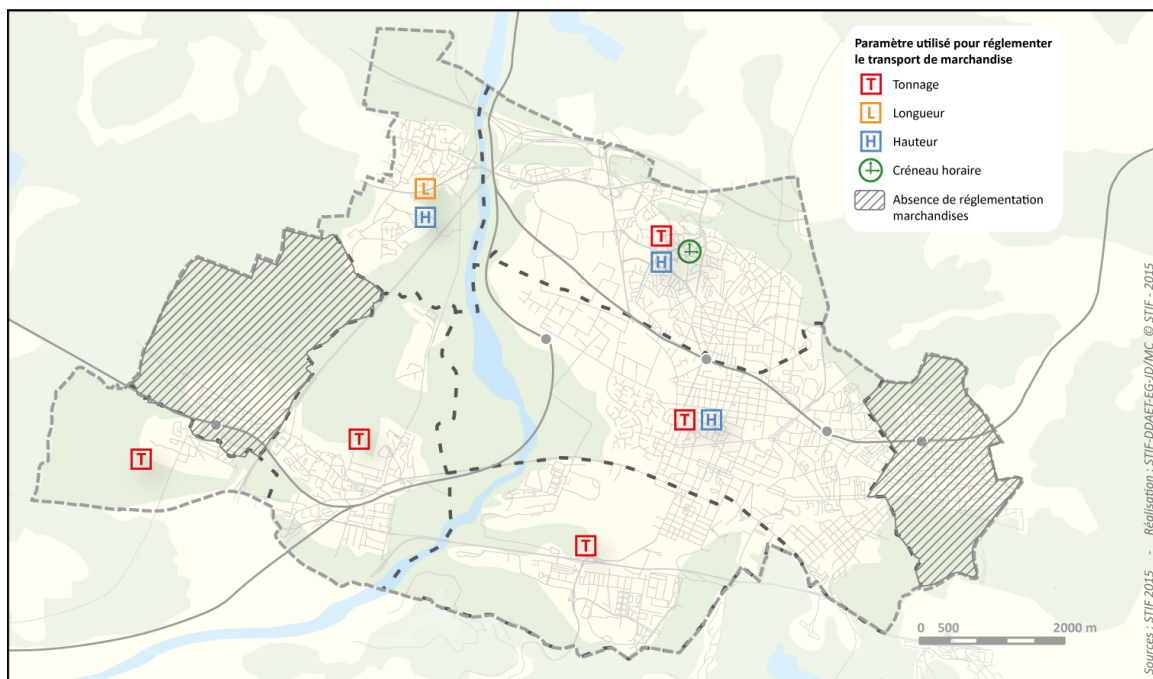 Paramètre utilisé pour réglementer
le transport de marchandise
T Tonnage
L Longueur
H Hauteur
Créneau horaire
Absence de réglementation
marchandises
L
H
T
H
T
T
T H
T
0 500 2000 m
Sources : STIF 2015 - Réalisation : STIF-DDAET-EG-JD/MC © STIF - 2015